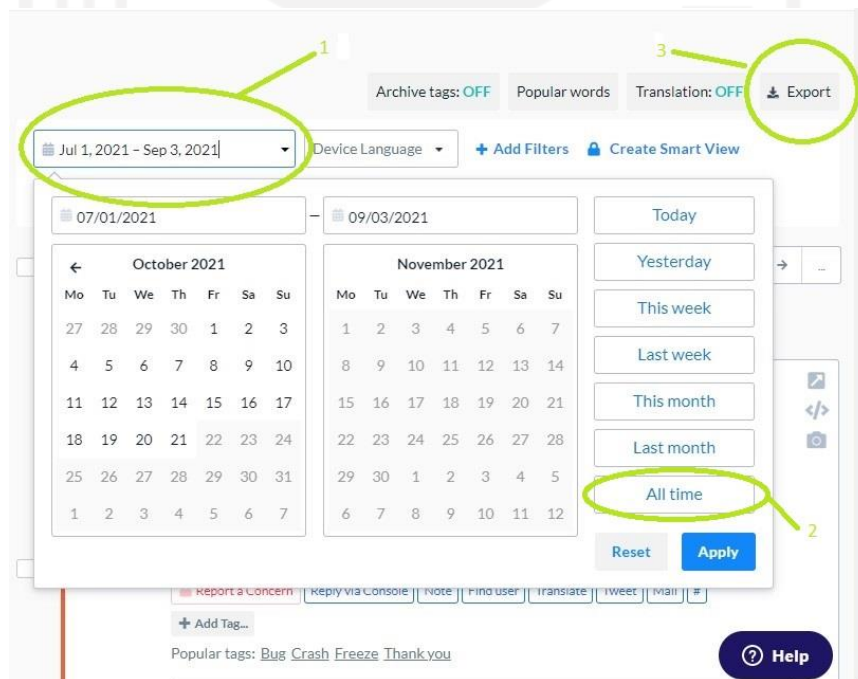 1
3
Archive tags: OFF
Popular words
Translation: OFF
Export
Jul 1, 2021 – Sep 3, 2021
Device Language
+ Add Filters
Create Smart View
07/01/2021 – 09/03/2021
Today
Yesterday
This week
Last week
This month
Last month
All time
2
← October 2021
Mo Tu We Th Fr Sa Su
27 28 29 30 1 2 3
4 5 6 7 8 9 10
11 12 13 14 15 16 17
18 19 20 21 22 23 24
25 26 27 28 29 30 31
1 2 3 4 5 6 7
November 2021
Mo Tu We Th Fr Sa Su
1 2 3 4 5 6 7
8 9 10 11 12 13 14
15 16 17 18 19 20 21
22 23 24 25 26 27 28
29 30 1 2 3 4 5
6 7 8 9 10 11 12
Reset
Apply
→ ...
</>
Report a Concern
Reply via Console
Note
Find user
Translate
Tweet
Mail
#
+ Add Tag...
Popular tags: Bug Crash Freeze Thank you
? Help